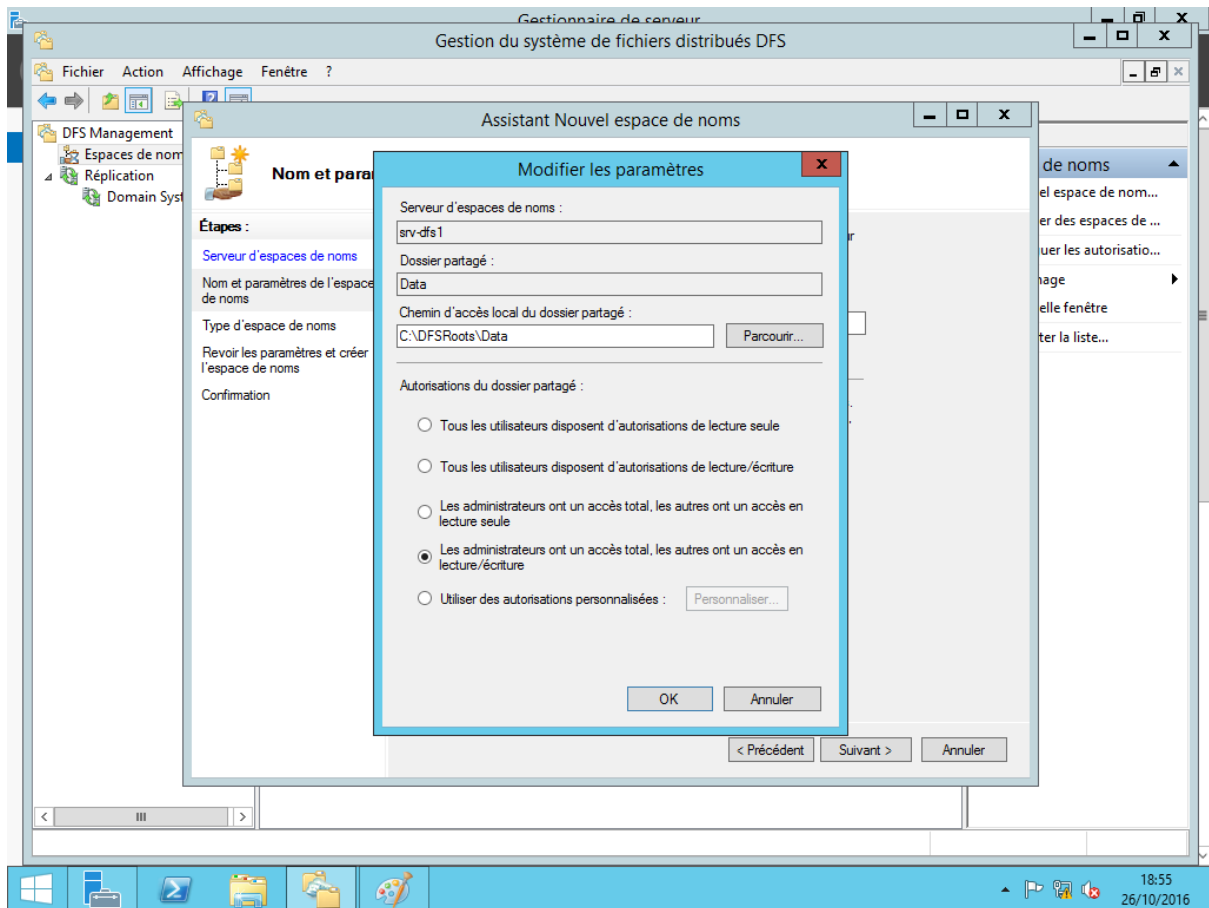 Gestionnaire de serveur
Gestion du système de fichiers distribués DFS
Fichier Action Affichage Fenêtre ?
Assistant Nouvel espace de noms
DFS Management
Espaces de nom
Réplication
Domain Syst
Nom et para
Étapes :
Serveur d'espaces de noms
Nom et paramètres de l'espace
de noms
Type d'espace de noms
Revoir les paramètres et créer
l'espace de noms
Confirmation
Modifier les paramètres
Serveur d'espaces de noms :
srv-dfs1
Dossier partagé :
Data
Chemin d'accès local du dossier partagé :
C:\DFSRoots\Data
Parcourir...
Autorisations du dossier partagé :
Tous les utilisateurs disposent d'autorisations de lecture seule
Tous les utilisateurs disposent d'autorisations de lecture/écriture
Les administrateurs ont un accès total, les autres ont un accès en
lecture seule
Les administrateurs ont un accès total, les autres ont un accès en
lecture/écriture
Utiliser des autorisations personnalisées :
Personnaliser...
OK
Annuler
< Précédent
Suivant >
Annuler
de noms
el espace de nom...
er des espaces de ...
uer les autorisatio...
nage
elle fenêtre
ter la liste...
18:55
26/10/2016